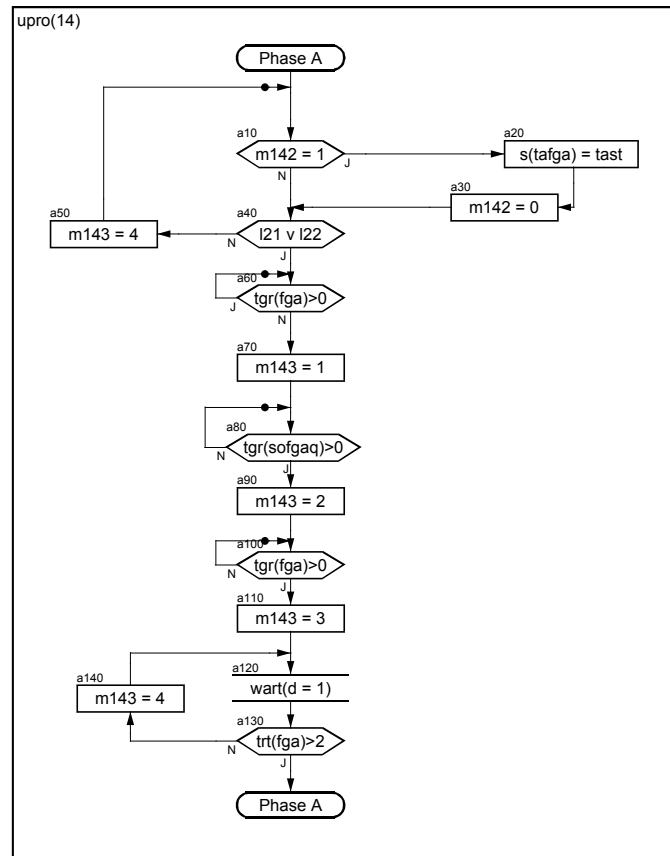 upro(14)
Phase A
a10
m142 = 1
J
N
a20
s(tafga) = tast
a30
m142 = 0
a40
l21 v l22
N
J
a50
m143 = 4
a60
tgr(fga)>0
J
N
a70
m143 = 1
a80
tgr(sofgaq)>0
N
J
a90
m143 = 2
a100
tgr(fga)>0
N
J
a110
m143 = 3
a120
wart(d = 1)
a140
m143 = 4
a130
trt(fga)>2
N
J
Phase A